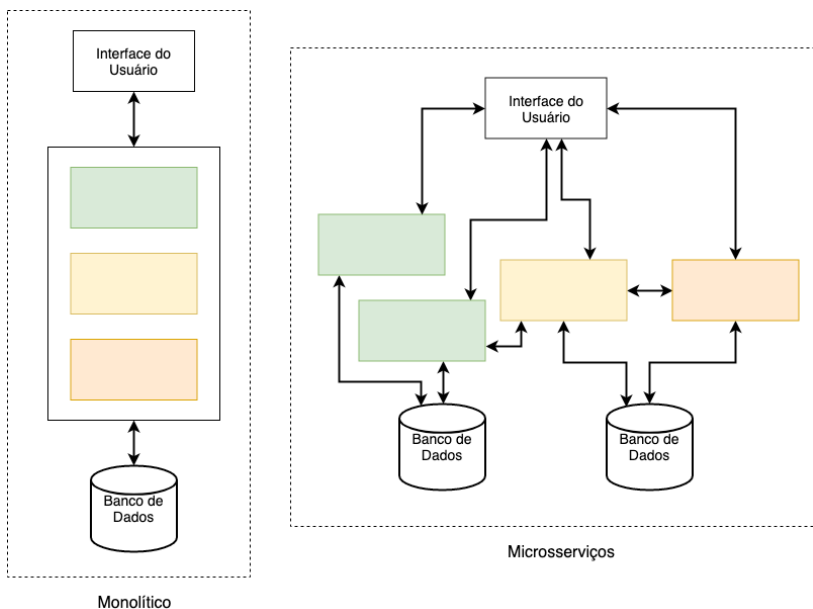 Interface do
Usuário
Banco de
Dados
Monolítico
Interface do
Usuário
Banco de
Dados
Banco de
Dados
Microsserviços